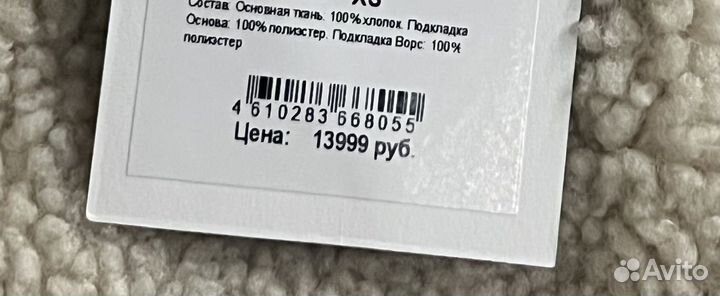 XS
Состав: Основная ткань: 100% хлопок. Подкладка
Основа: 100% полиэстер. Подкладка Ворс: 100%
полиэстер
4 610283 668055
Цена: 13999 руб.
Avito